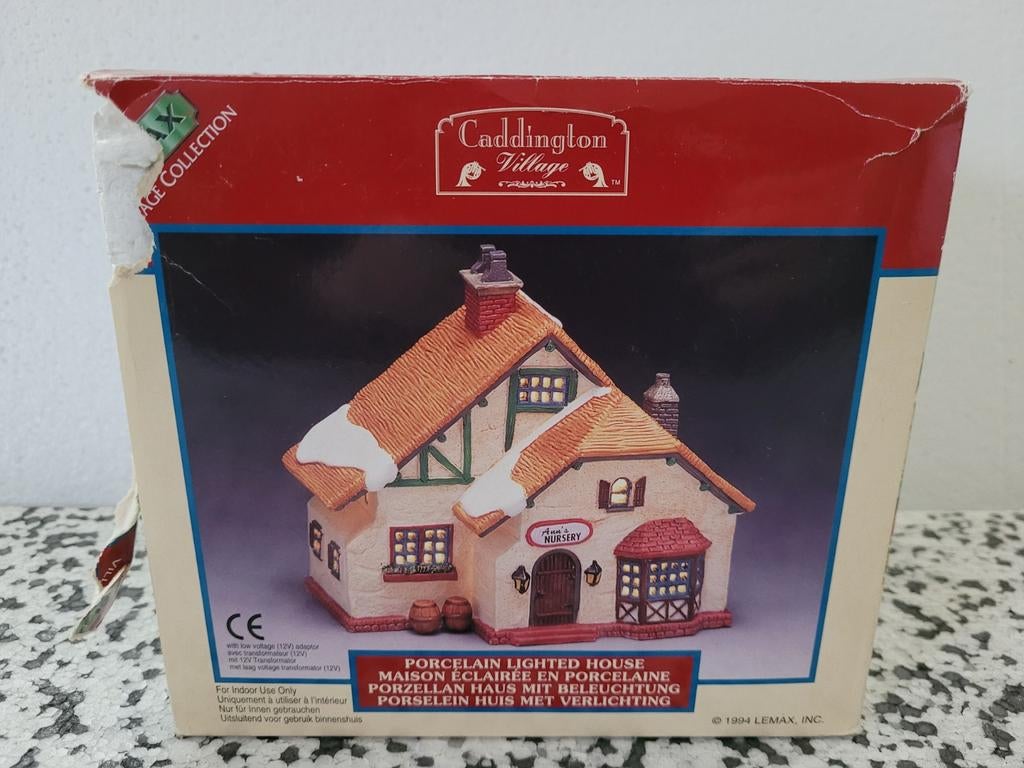 AX
AGE COLLECTION
Caddington
Village
TM
Ann's
NURSERY
CE
with low voltage (12V) adaptor
avec transformateur (12V)
mit 12V Transformator
met laag voltage transformator (12V)
PORCELAIN LIGHTED HOUSE
MAISON ÉCLAIRÉE EN PORCELAINE
PORZELLAN HAUS MIT BELEUCHTUNG
PORSELEIN HUIS MET VERLICHTING
For Indoor Use Only
Uniquement à utiliser à l'intérieur
Nur für innen gebrauchen
Uitsluitend voor gebruik binnenshuis
© 1994 LEMAX, INC.